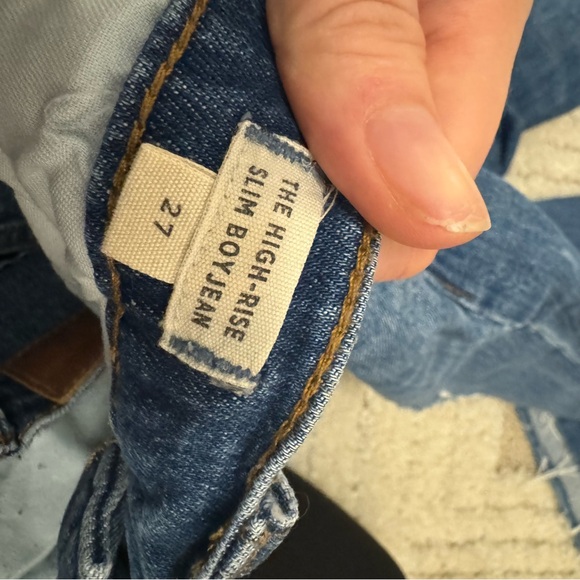 THE HIGH-RISE
SLIM BOYJEAN
27